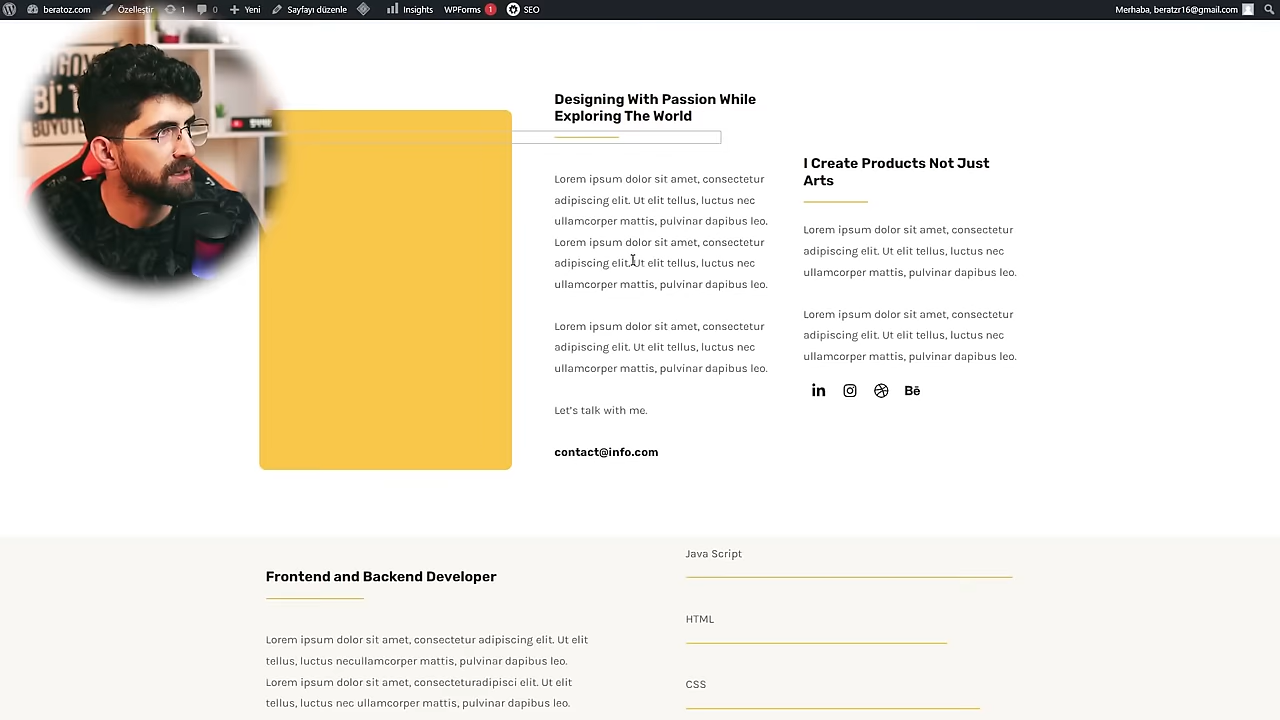 beratoz.com Özelleştir 1 0 Yeni Sayfayı düzenle Insights WPForms 1 SEO Merhaba, beratzr16@gmail.com
Bİ'
BÜYÜTE
Designing With Passion While
Exploring The World
Lorem ipsum dolor sit amet, consectetur
adipiscing elit. Ut elit tellus, luctus nec
ullamcorper mattis, pulvinar dapibus leo.
Lorem ipsum dolor sit amet, consectetur
adipiscing elit. Ut elit tellus, luctus nec
ullamcorper mattis, pulvinar dapibus leo.
Lorem ipsum dolor sit amet, consectetur
adipiscing elit. Ut elit tellus, luctus nec
ullamcorper mattis, pulvinar dapibus leo.
Let's talk with me.
contact@info.com
I Create Products Not Just
Arts
Lorem ipsum dolor sit amet, consectetur
adipiscing elit. Ut elit tellus, luctus nec
ullamcorper mattis, pulvinar dapibus leo.
Lorem ipsum dolor sit amet, consectetur
adipiscing elit. Ut elit tellus, luctus nec
ullamcorper mattis, pulvinar dapibus leo.
in Bē
Frontend and Backend Developer
Lorem ipsum dolor sit amet, consectetur adipiscing elit. Ut elit
tellus, luctus necullamcorper mattis, pulvinar dapibus leo.
Lorem ipsum dolor sit amet, consecteturadipisci elit. Ut elit
tellus, luctus nec ullamcorper mattis, pulvinar dapibus leo.
Java Script
HTML
CSS